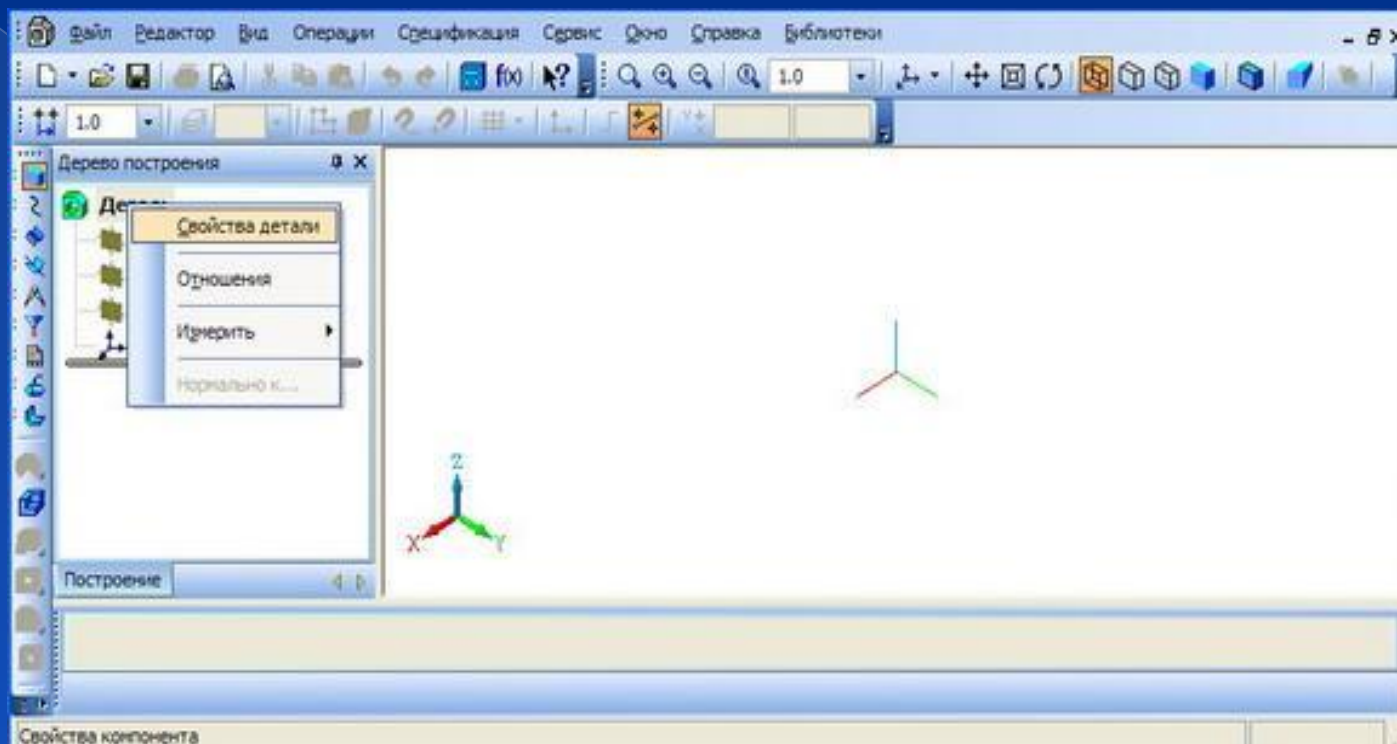 Файл Редактор Вид Операции Спецификация Сервис Окно Справка Библиотеки
f(x) 1.0
1.0
Дерево построения
Свойства детали
Отношения
Измерить
Нормально к...
Z
X Y
Построение
Свойства компонента